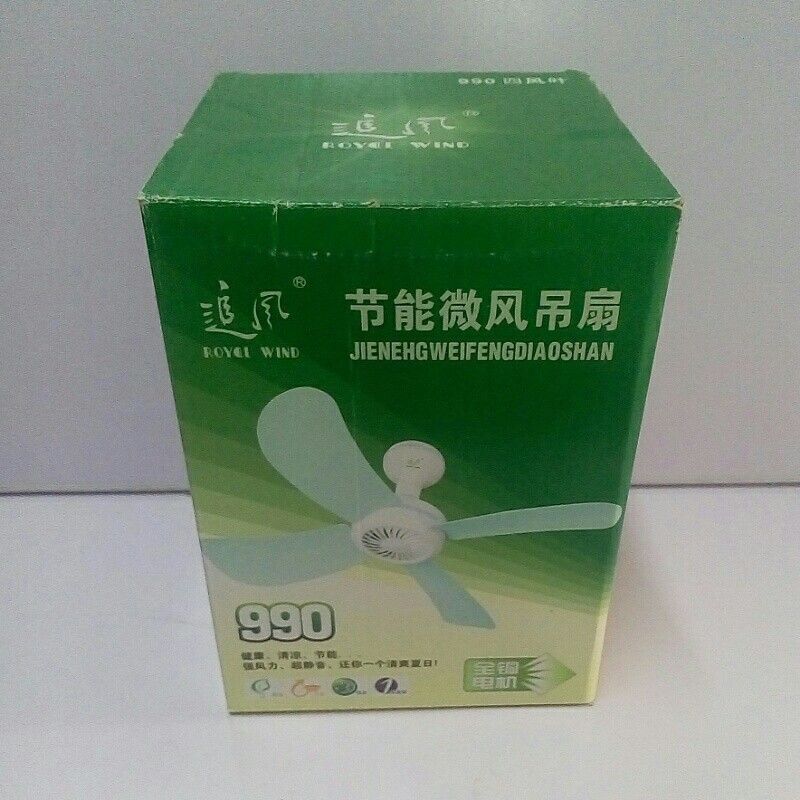 990 四风叶
追风®
ROYCI WIND
追风®
ROYCI WIND
节能微风吊扇
JIENEHGWEIFENGDIAOSHAN
990
健康、清凉、节能...
强风力、超静音、还你一个清爽夏日!
全铜
电机